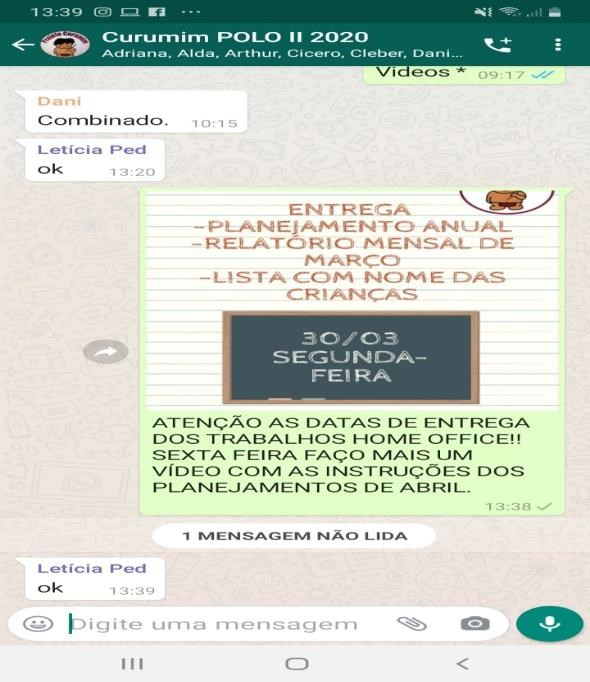 13:39
Curumim POLO II 2020
Adriana, Alda, Arthur, Cicero, Cleber, Dani...
Vídeos * 09:17
Dani
Combinado. 10:15
Letícia Ped
ok 13:20
ENTREGA
-PLANEJAMENTO ANUAL
-RELATÓRIO MENSAL DE
MARÇO
-LISTA COM NOME DAS
CRIANÇAS
30/03
SEGUNDA-
FEIRA
ATENÇÃO AS DATAS DE ENTREGA
DOS TRABALHOS HOME OFFICE!!
SEXTA FEIRA FAÇO MAIS UM
VÍDEO COM AS INSTRUÇÕES DOS
PLANEJAMENTOS DE ABRIL.
13:38
1 MENSAGEM NÃO LIDA
Letícia Ped
ok 13:39
Digite uma mensagem